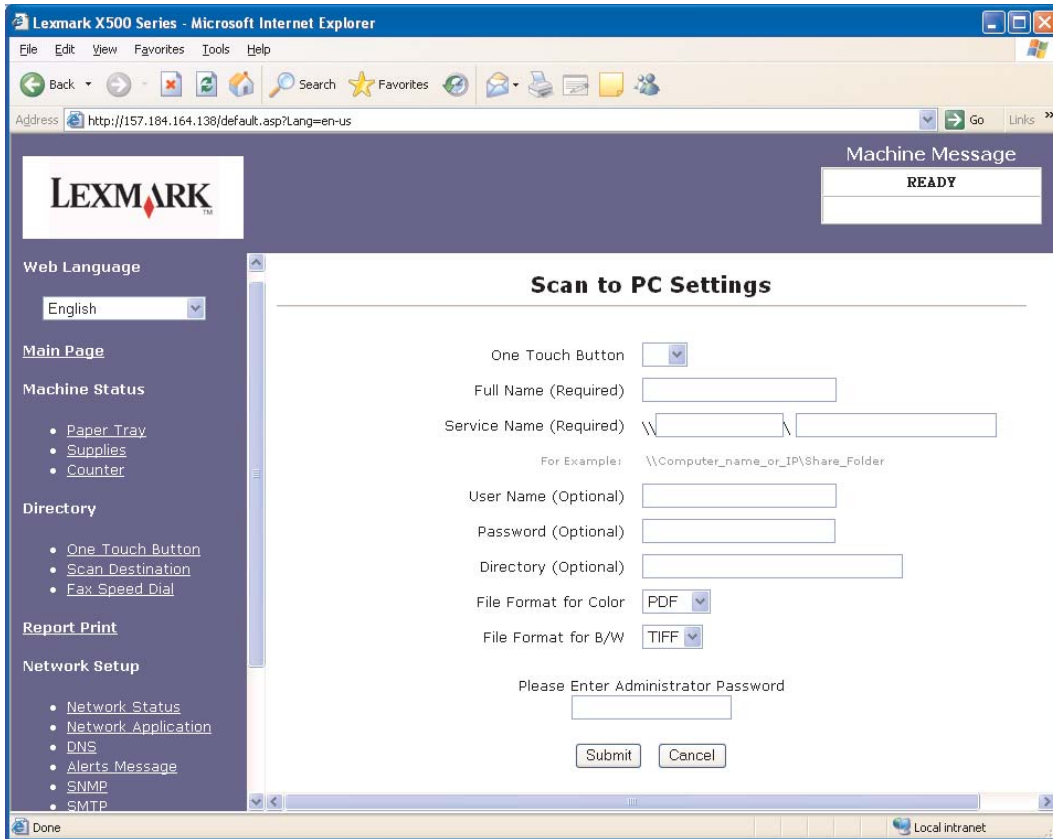 Lexmark X500 Series - Microsoft Internet Explorer
File Edit View Favorites Tools Help
Back Search Favorites
Address http://157.184.164.138/default.asp?Lang=en-us Go Links »
LEXMARK™
Machine Message
READY
Web Language
English
Main Page
Machine Status
• Paper Tray
• Supplies
• Counter
Directory
• One Touch Button
• Scan Destination
• Fax Speed Dial
Report Print
Network Setup
• Network Status
• Network Application
• DNS
• Alerts Message
• SNMP
• SMTP
Scan to PC Settings
One Touch Button
Full Name (Required)
Service Name (Required) \\ \
For Example: \\Computer_name_or_IP\Share_Folder
User Name (Optional)
Password (Optional)
Directory (Optional)
File Format for Color PDF
File Format for B/W TIFF
Please Enter Administrator Password
Submit Cancel
Done Local intranet